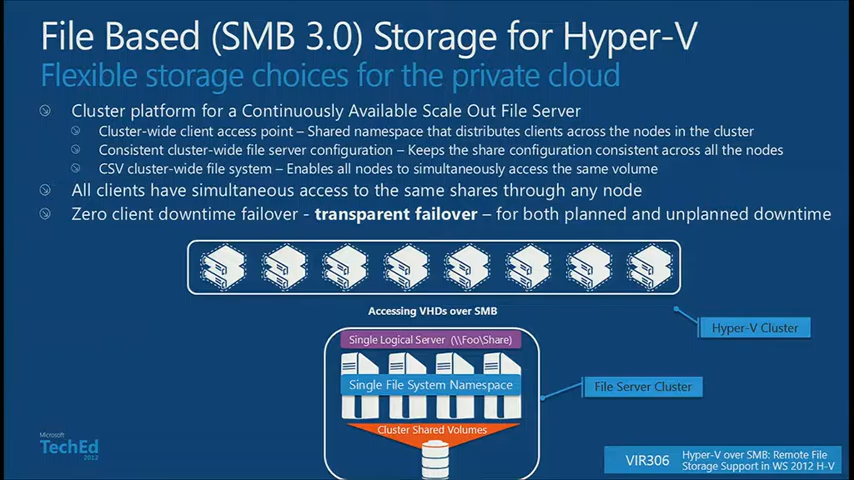 File Based (SMB 3.0) Storage for Hyper-V
Flexible storage choices for the private cloud
Cluster platform for a Continuously Available Scale Out File Server
Cluster-wide client access point – Shared namespace that distributes clients across the nodes in the cluster
Consistent cluster-wide file server configuration – Keeps the share configuration consistent across all the nodes
CSV cluster-wide file system – Enables all nodes to simultaneously access the same volume
All clients have simultaneous access to the same shares through any node
Zero client downtime failover - transparent failover – for both planned and unplanned downtime
Accessing VHDs over SMB
Hyper-V Cluster
Single Logical Server (\\Foo\Share)
Single File System Namespace
File Server Cluster
Cluster Shared Volumes
Microsoft
TechEd
2012
VIR306
Hyper-V over SMB: Remote File
Storage Support in WS 2012 H-V